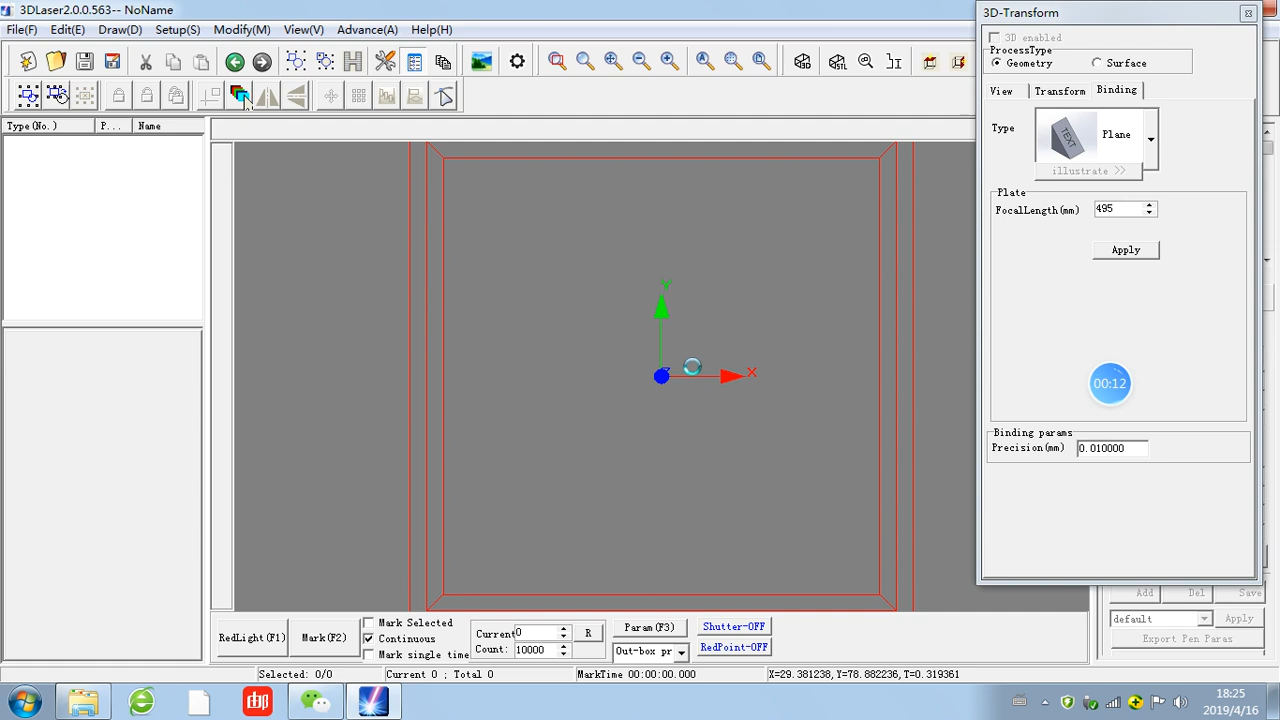 3DLaser2.0.0.563-- NoName
File(F) Edit(E) Draw(D) Setup(S) Modify(M) View(V) Advance(A) Help(H)
Type(No.) P... Name
Y
X
3D-Transform
3D enabled
ProcessType
Geometry Surface
View Transform Binding
Type
TEXT
Plane
illustrate >>
Plate
FocalLength(mm) 495
Apply
00:12
Binding params
Precision(mm) 0.010000
Add Del Save
default Apply
Export Pen Paras
RedLight(F1) Mark(F2)
Mark Selected
Continuous
Mark single time
Current 0 R
Count: 10000
Param(F3)
Out-box pr
Shutter-OFF
RedPoint-OFF
Selected: 0/0 Current 0 ; Total 0 MarkTime 00:00:00.000 X=29.381238, Y=78.882236, T=0.319361
18:25
2019/4/16